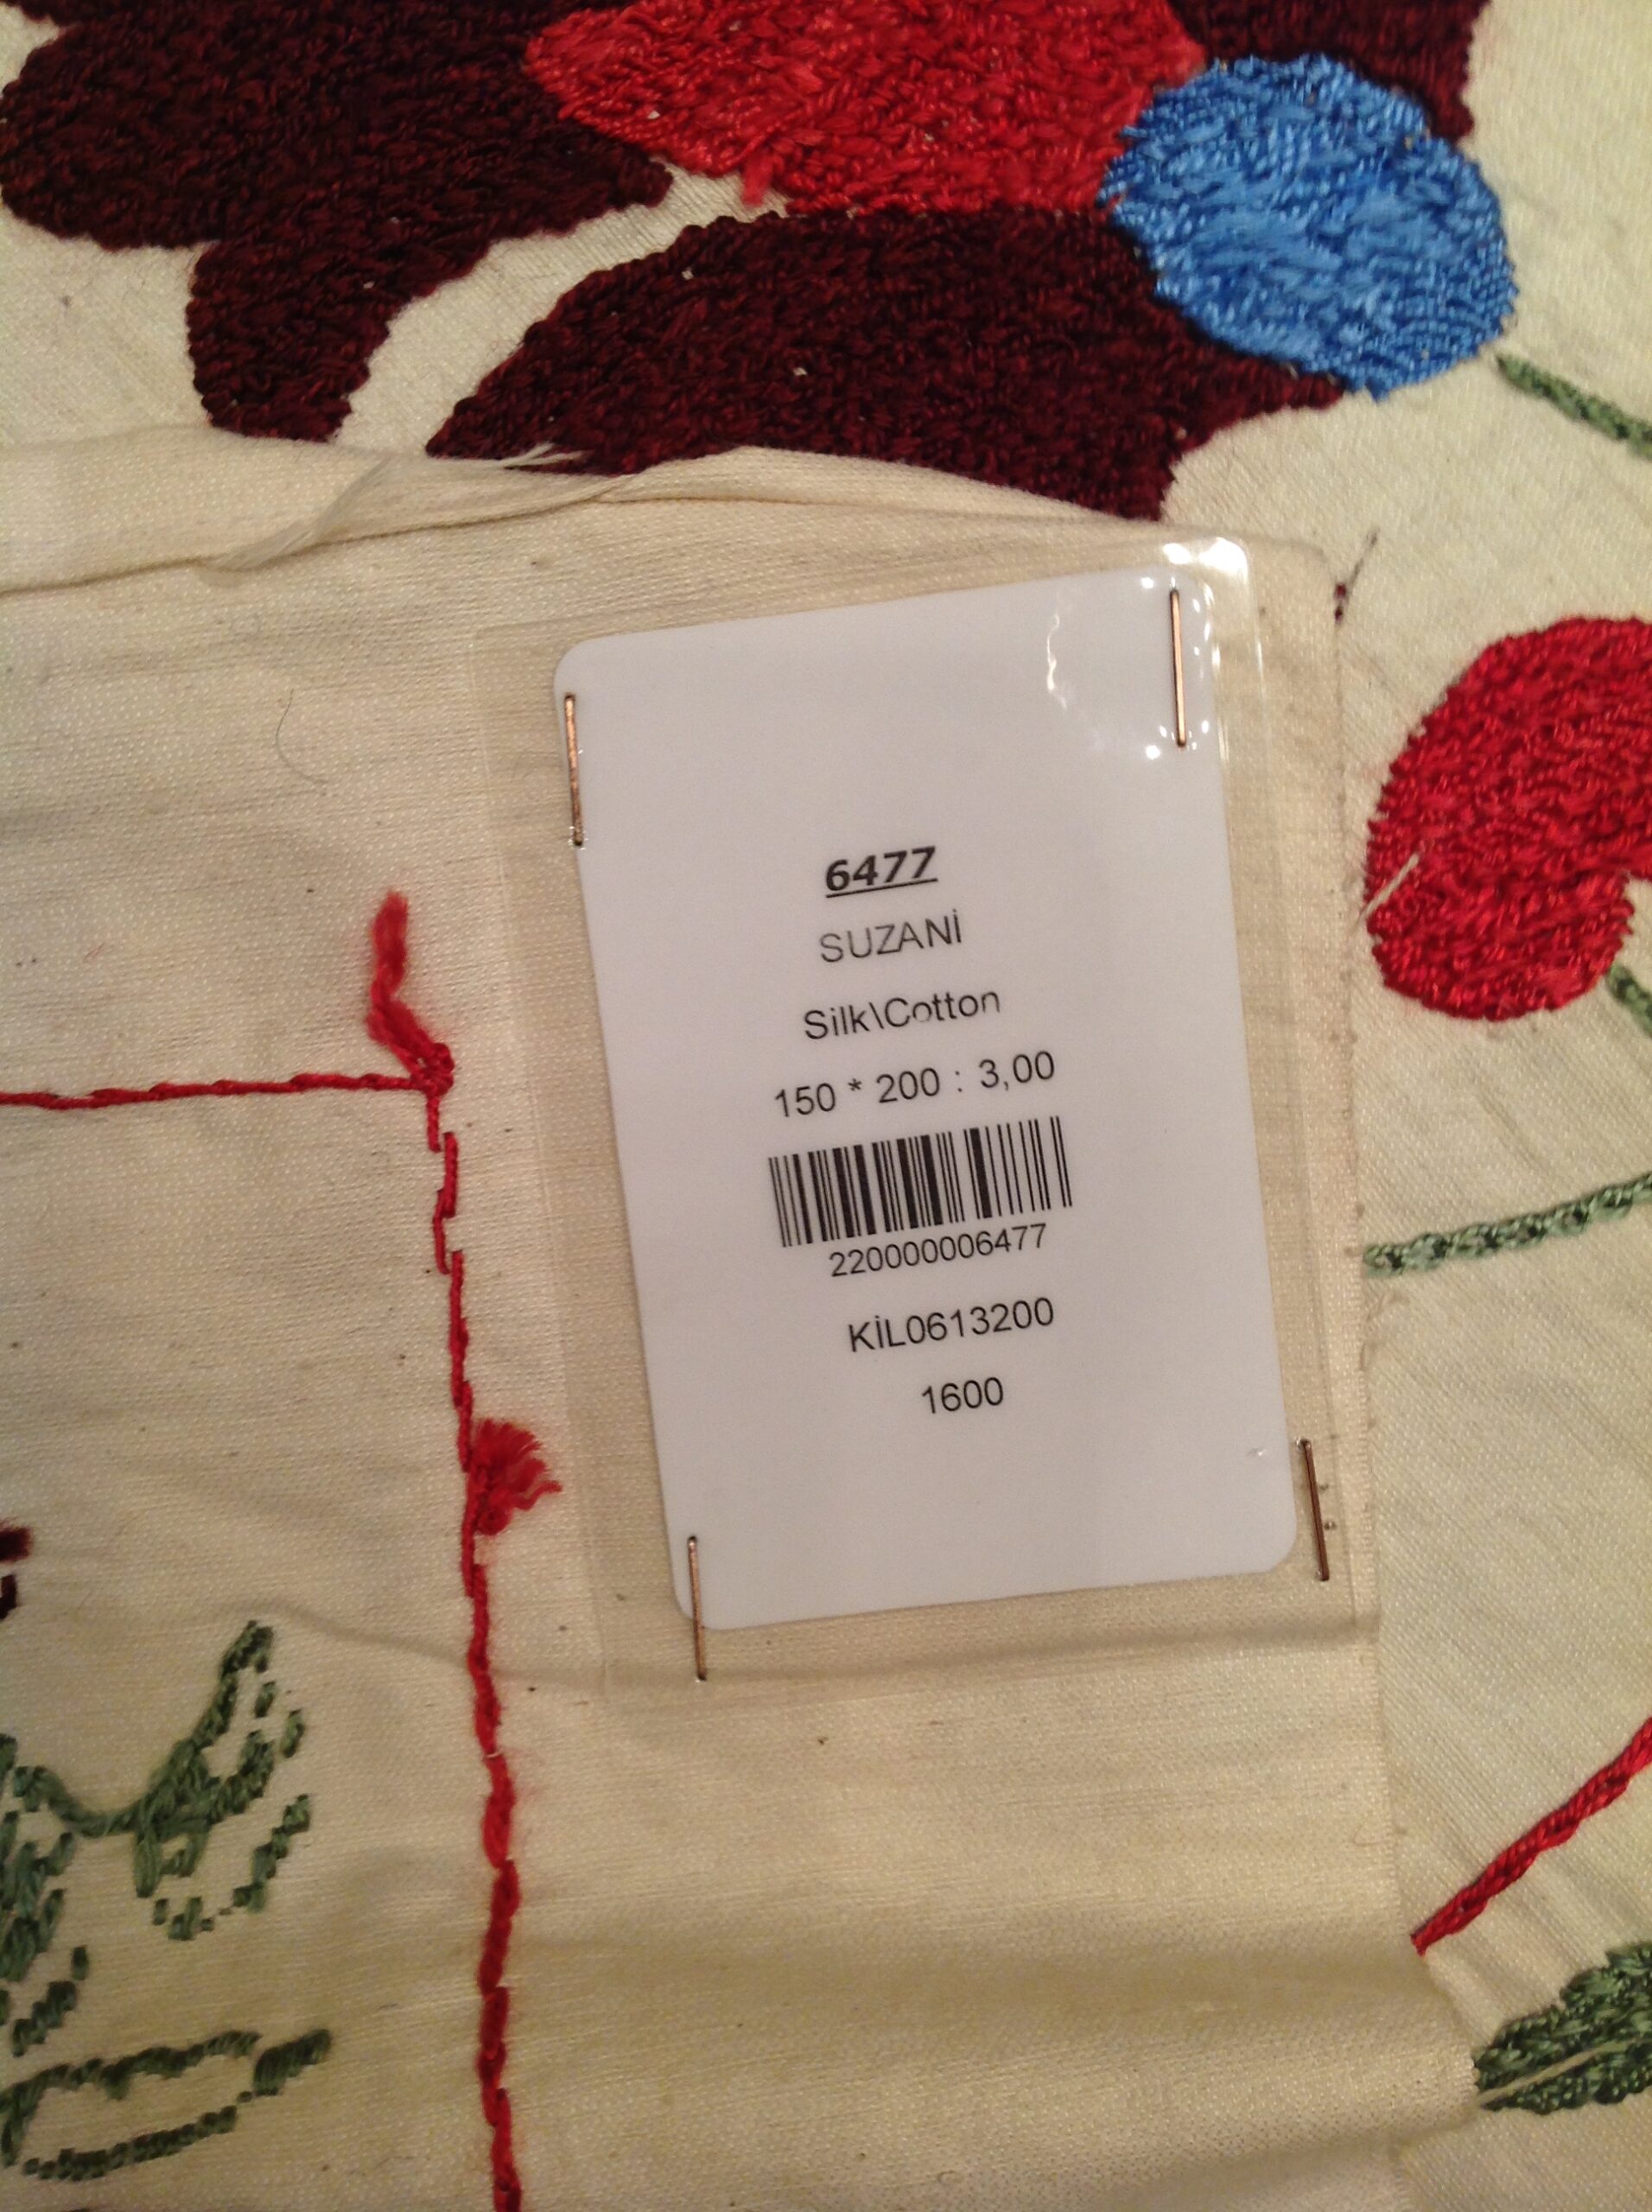 6477
SUZANİ
Silk\Cotton
150 * 200 : 3,00
220000006477
KİL0613200
1600